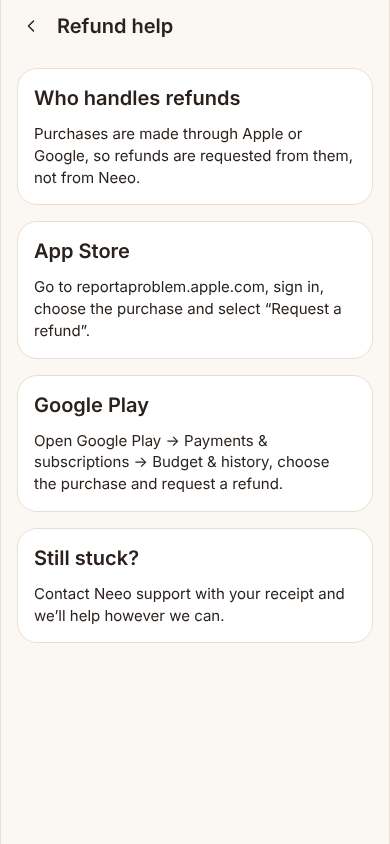 Refund help
Who handles refunds
Purchases are made through Apple or
Google, so refunds are requested from them,
not from Neeo.
App Store
Go to reportaproblem.apple.com, sign in,
choose the purchase and select “Request a
refund”.
Google Play
Open Google Play → Payments &
subscriptions → Budget & history, choose
the purchase and request a refund.
Still stuck?
Contact Neeo support with your receipt and
we’ll help however we can.